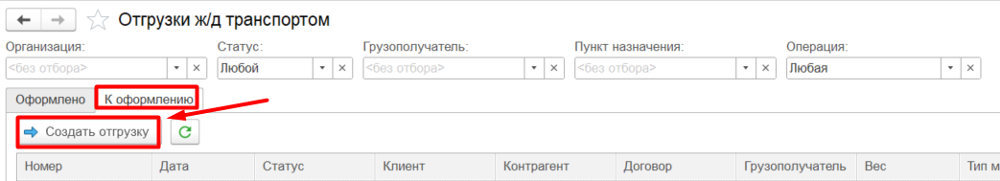 Отгрузки ж/д транспортом
Организация: Статус: Грузополучатель: Пункт назначения: Операция:
<без отбора> Любой <без отбора> <без отбора> Любая
Оформлено К оформлению
Создать отгрузку
Номер Дата Статус Клиент Контрагент Договор Грузополучатель Вес Тип м